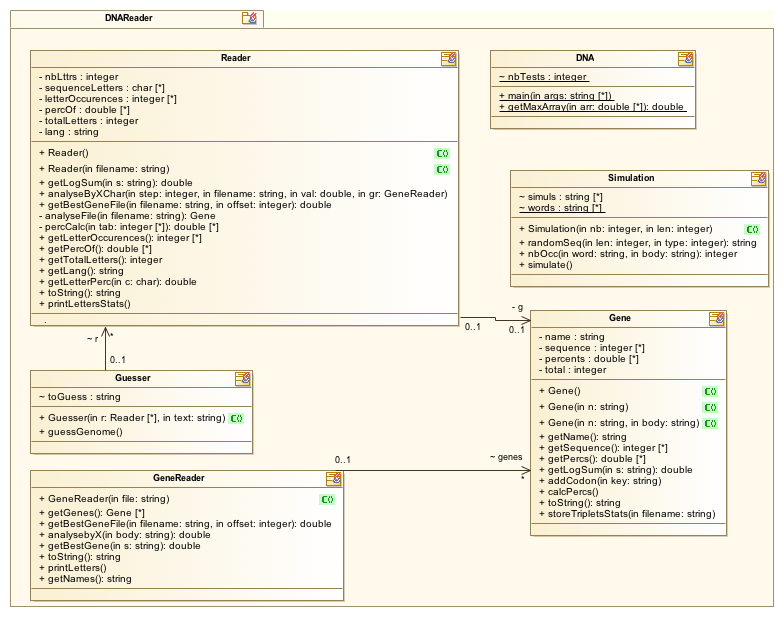 DNAReader
Reader
- nbLttrs : integer
- sequenceLetters : char [*]
- letterOccurences : integer [*]
- percOf : double [*]
- totalLetters : integer
- lang : string
+ Reader()
+ Reader(in filename: string)
+ getLogSum(in s: string): double
+ analyseByXChar(in step: integer, in filename: string, in val: double, in gr: GeneReader)
+ getBestGeneFile(in filename: string, in offset: integer): double
- analyseFile(in filename: string): Gene
- percCalc(in tab: integer [*]): double [*]
+ getLetterOccurences(): integer [*]
+ getPercOf(): double [*]
+ getTotalLetters(): integer
+ getLang(): string
+ getLetterPerc(in c: char): double
+ toString(): string
+ printLettersStats()
DNA
~ nbTests : integer
+ main(in args: string [*])
+ getMaxArray(in arr: double [*]): double
Simulation
~ simuls : string [*]
~ words : string [*]
+ Simulation(in nb: integer, in len: integer)
+ randomSeq(in len: integer, in type: integer): string
+ nbOcc(in word: string, in body: string): integer
+ simulate()
- g
0..1
0..1
~ r
*
0..1
Guesser
~ toGuess : string
+ Guesser(in r: Reader [*], in text: string)
+ guessGenome()
Gene
- name : string
- sequence : integer [*]
- percents : double [*]
- total : integer
+ Gene()
+ Gene(in n: string)
+ Gene(in n: string, in body: string)
+ getName(): string
+ getSequence(): integer [*]
+ getPercs(): double [*]
+ getLogSum(in s: string): double
+ addCodon(in key: string)
+ calcPercs()
+ toString(): string
+ storeTripletsStats(in filename: string)
0..1
~ genes
*
GeneReader
+ GeneReader(in file: string)
+ getGenes(): Gene [*]
+ getBestGeneFile(in filename: string, in offset: integer): double
+ analysebyX(in body: string): double
+ getBestGene(in s: string): double
+ toString(): string
+ printLetters()
+ getNames(): string